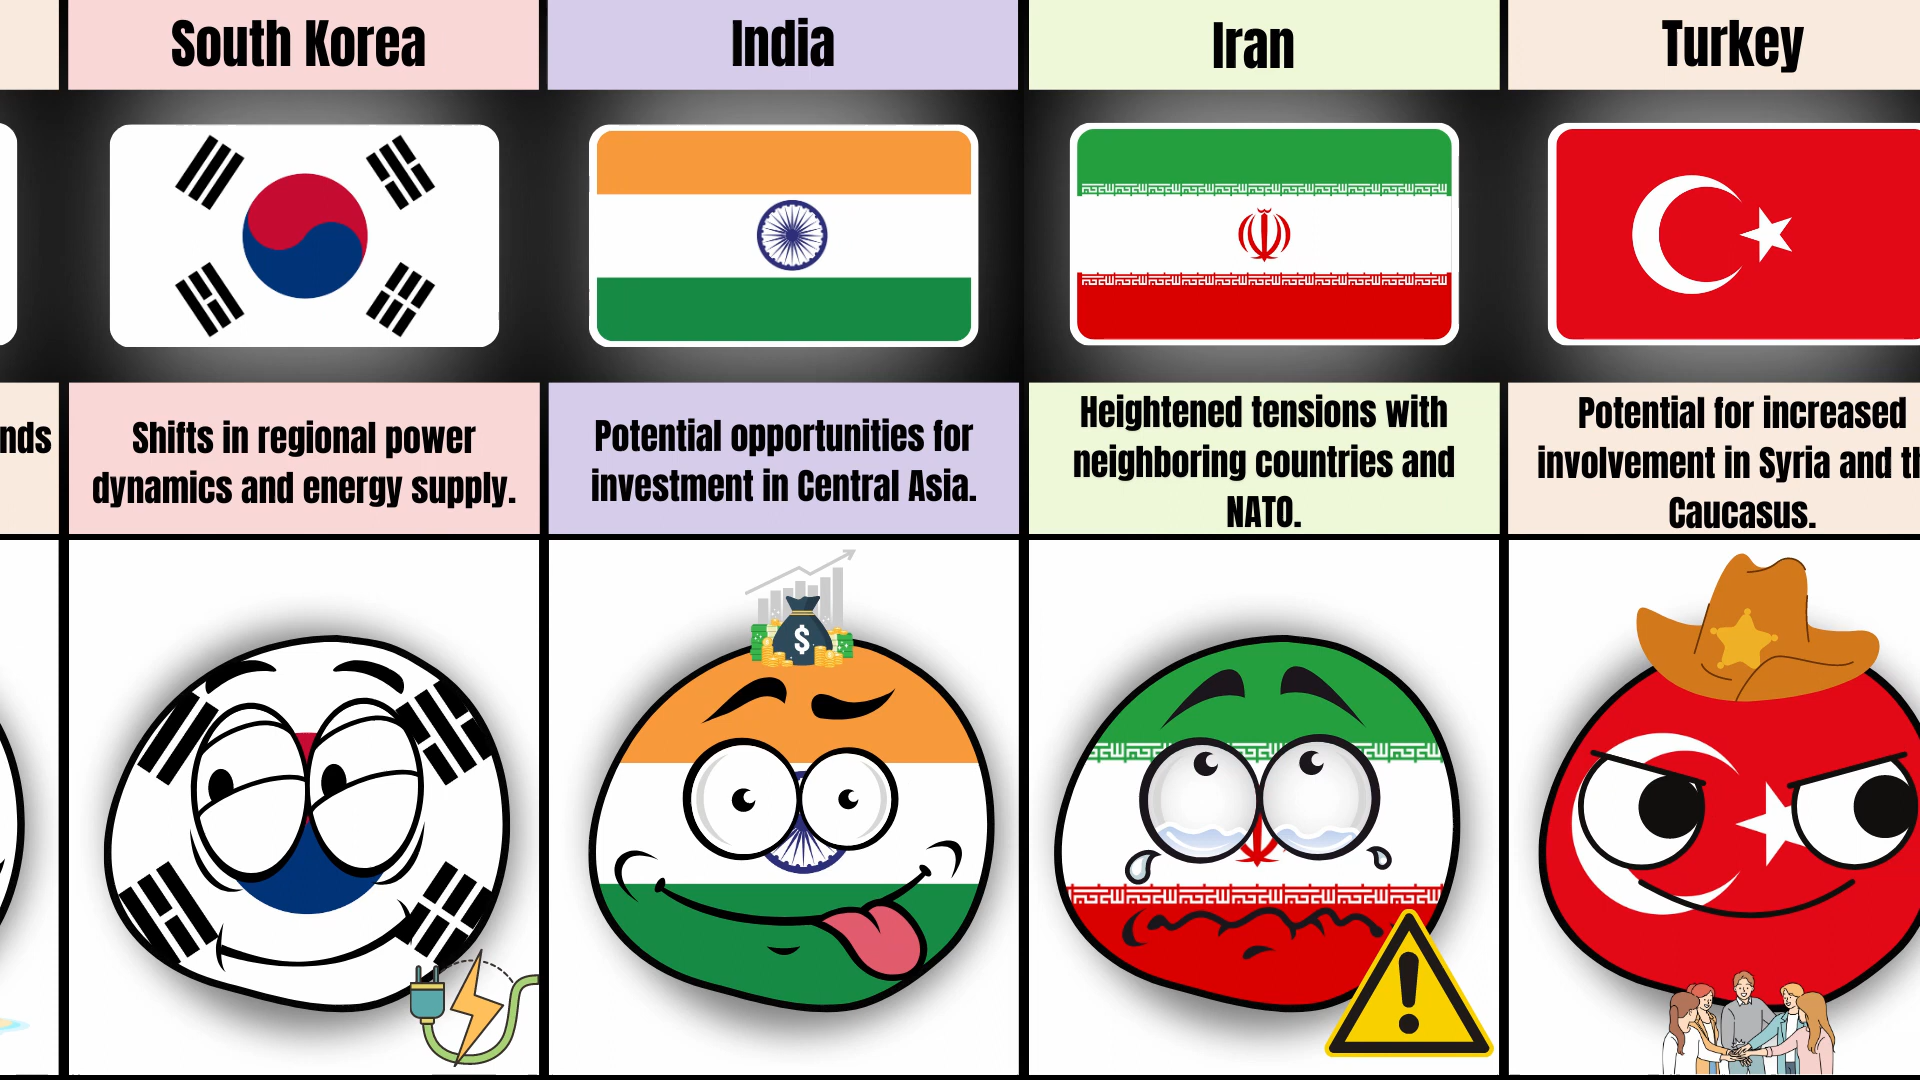 South Korea
India
Iran
Turkey
nds
Shifts in regional power
dynamics and energy supply.
Potential opportunities for
investment in Central Asia.
Heightened tensions with
neighboring countries and
NATO.
Potential for increased
involvement in Syria and th
Caucasus.
$